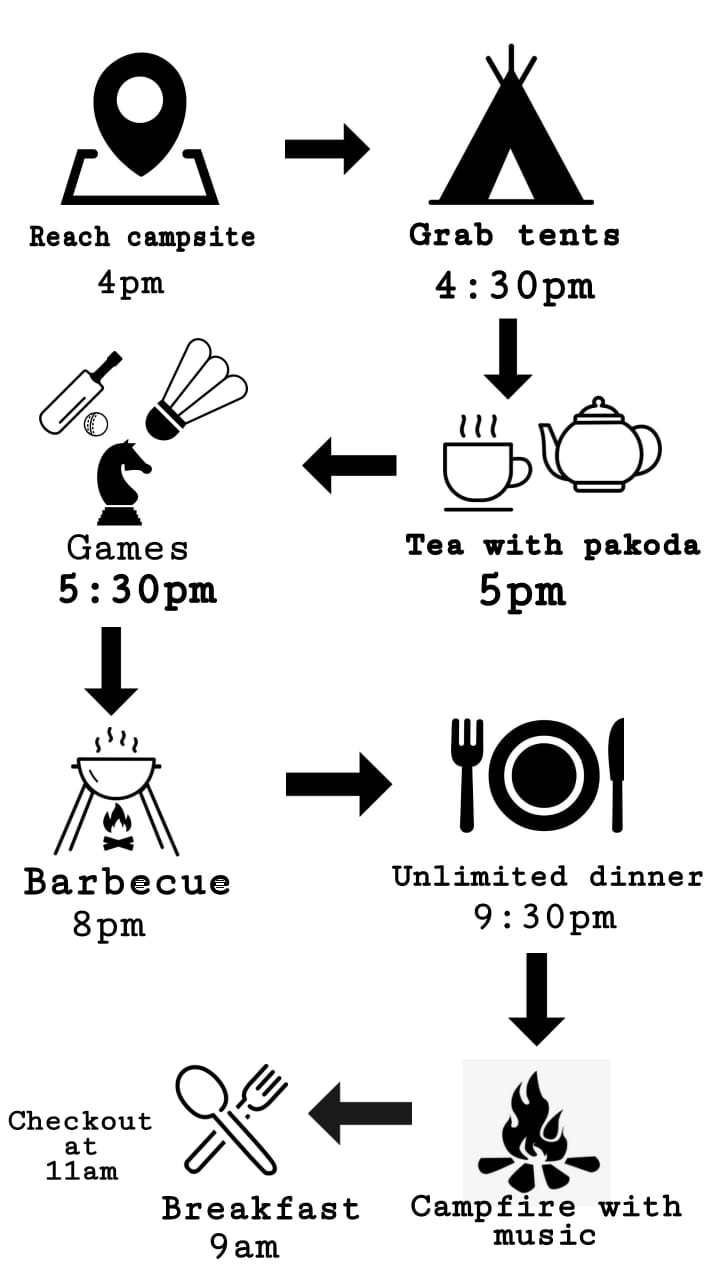 Reach campsite
4pm
Grab tents
4:30pm
Tea with pakoda
5pm
Games
5:30pm
Barbecue
8pm
Unlimited dinner
9:30pm
Campfire with
music
Breakfast
9am
Checkout
at
11am